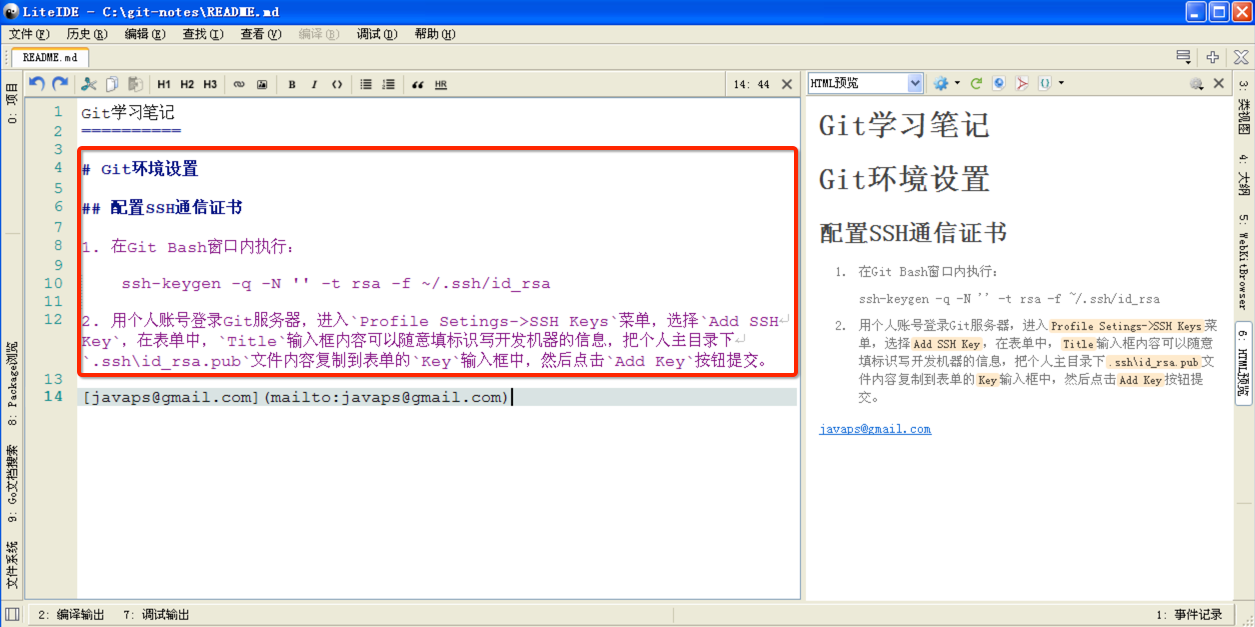 LiteIDE - C:\git-notes\README.md
文件(F) 历史(R) 编辑(E) 查找(I) 查看(V) 编译(B) 调试(D) 帮助(H)
README.md
H1 H2 H3 B I <> HR 14: 44
HTML预览
0: 项目
8: Package浏览
9: Go文档搜索
文件系统
1 Git学习笔记
2 ==========
3
4 # Git环境设置
5
6 ## 配置SSH通信证书
7
8 1. 在Git Bash窗口内执行：
9
10 ssh-keygen -q -N '' -t rsa -f ~/.ssh/id_rsa
11
12 2. 用个人账号登录Git服务器，进入`Profile Setings->SSH Keys`菜单，选择`Add SSH
Key`，在表单中，`Title`输入框内容可以随意填标识写开发机器的信息，把个人主目录下
`.ssh\id_rsa.pub`文件内容复制到表单的`Key`输入框中，然后点击`Add Key`按钮提交。
13
14 [javaps@gmail.com](mailto:javaps@gmail.com)
Git学习笔记
Git环境设置
配置SSH通信证书
1. 在Git Bash窗口内执行：
ssh-keygen -q -N '' -t rsa -f ~/.ssh/id_rsa
2. 用个人账号登录Git服务器，进入Profile Setings->SSH Keys菜
单，选择Add SSH Key，在表单中，Title输入框内容可以随意
填标识写开发机器的信息，把个人主目录下.ssh\id_rsa.pub文
件内容复制到表单的Key输入框中，然后点击Add Key按钮提
交。
javaps@gmail.com
3: 类视图
4: 大纲
5: WebKitBrowser
6: HTML预览
2: 编译输出 7: 调试输出
1: 事件记录